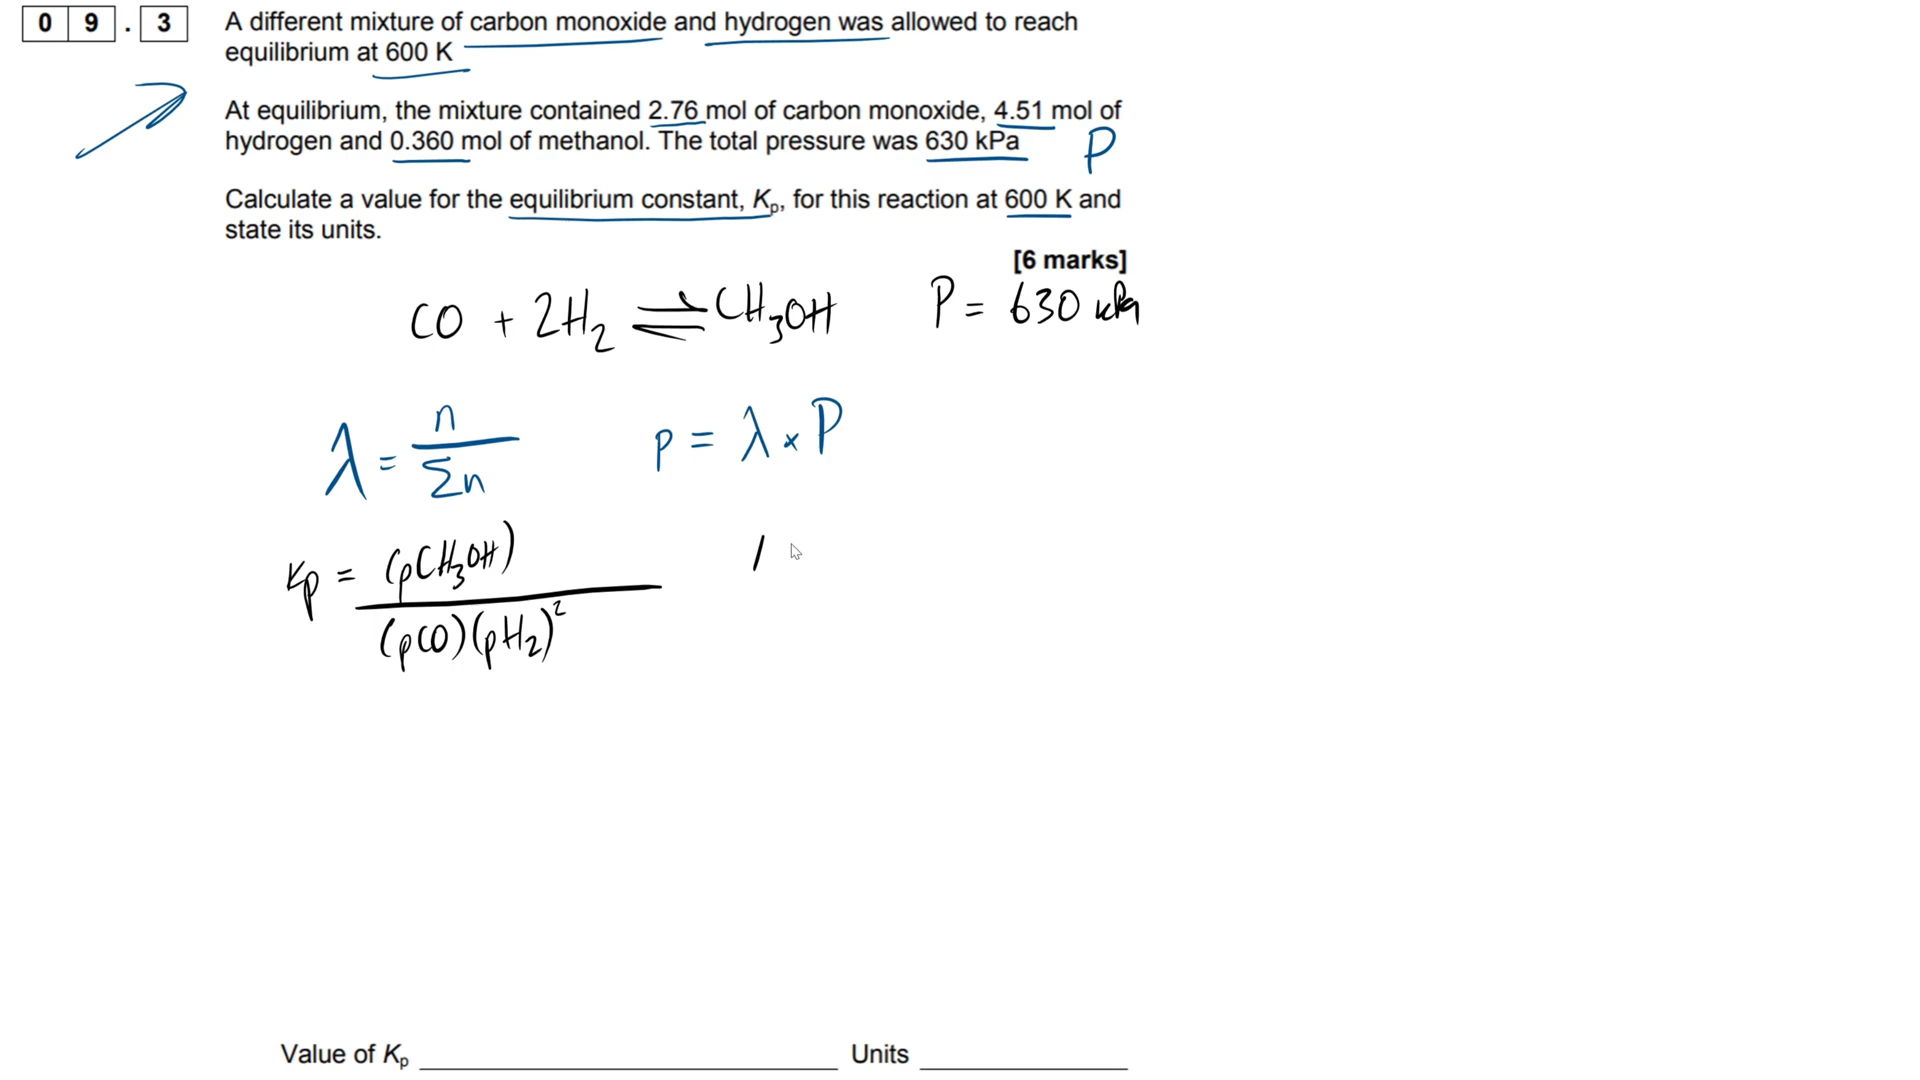 09.3 A different mixture of carbon monoxide and hydrogen was allowed to reach
equilibrium at 600 K
At equilibrium, the mixture contained 2.76 mol of carbon monoxide, 4.51 mol of
hydrogen and 0.360 mol of methanol. The total pressure was 630 kPa
P
Calculate a value for the equilibrium constant, Kp, for this reaction at 600 K and
state its units.
[6 marks]
CO + 2H₂ ⇌ CH₃OH P = 630 kPa
λ = n / Σn p = λ × P
Kp = (pCH₃OH) / (pCO)(pH₂)²
Value of Kp Units